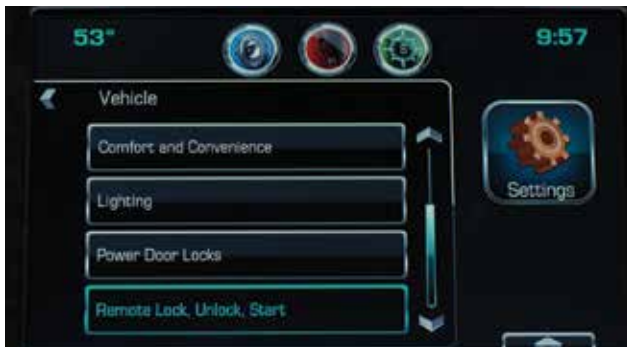 53°
9:57
Vehicle
Comfort and Convenience
Lighting
Settings
Power Door Locks
Remote Lock, Unlock, Start